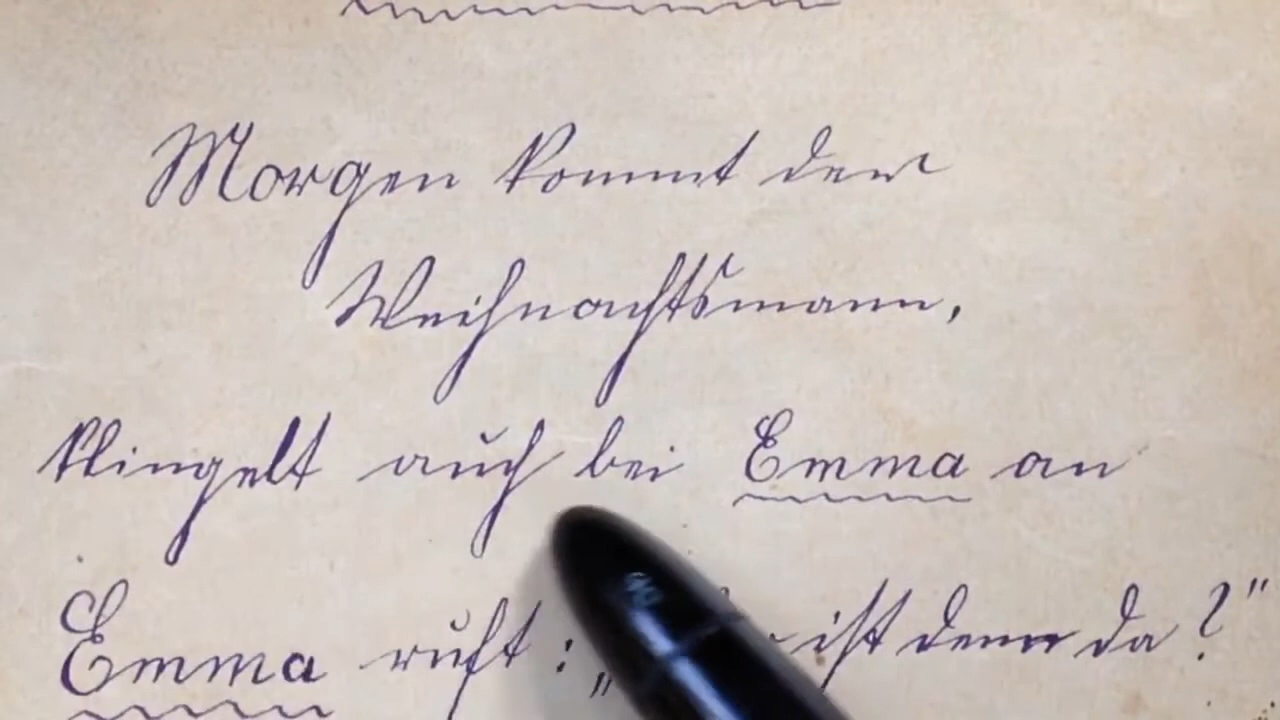 Morgen kommt der
Weihnachtsmann,
klingelt auch bei Emma an
Emma ruft: „ ist denn da?"